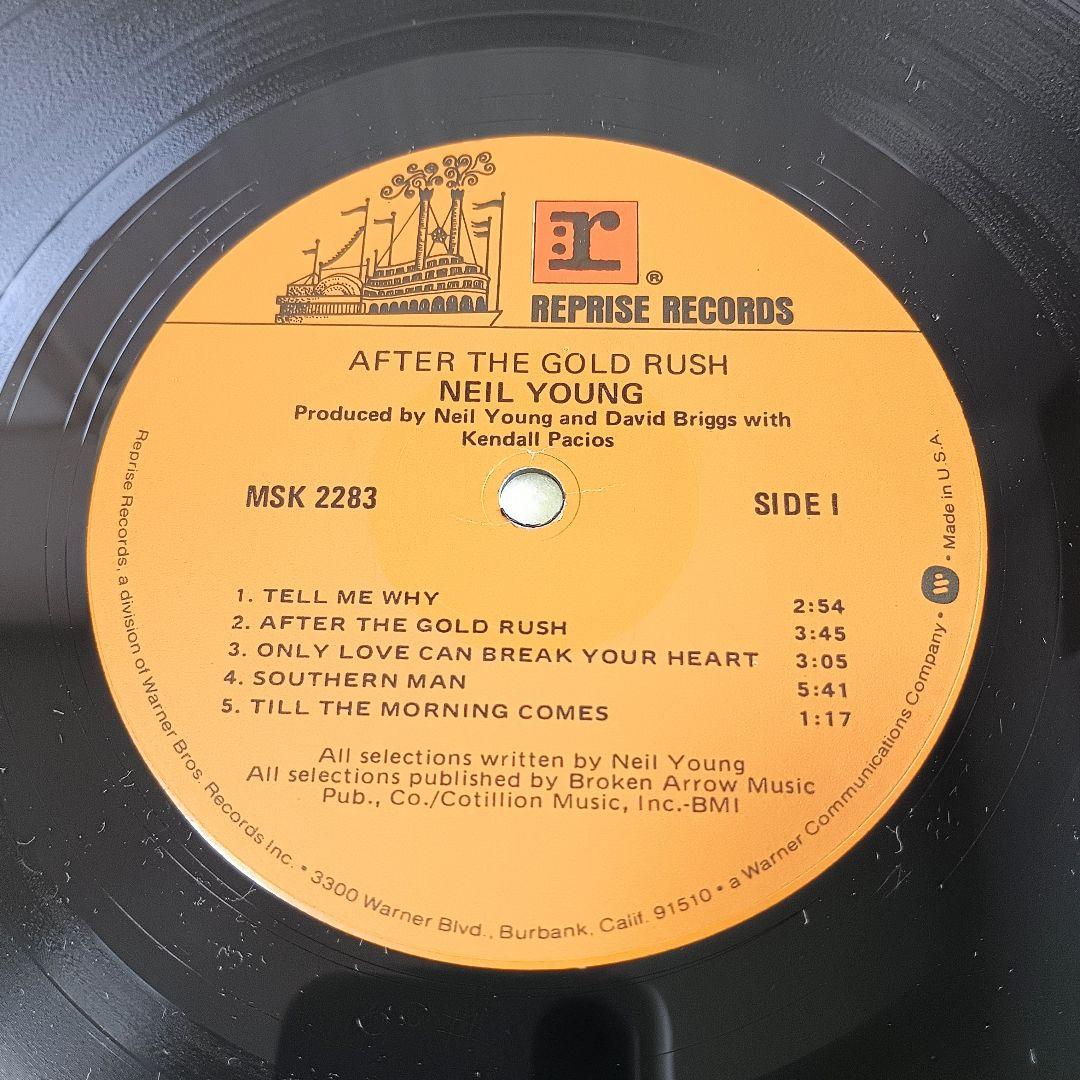 r
®
REPRISE RECORDS
AFTER THE GOLD RUSH
NEIL YOUNG
Produced by Neil Young and David Briggs with
Kendall Pacios
MSK 2283
SIDE I
1. TELL ME WHY 2:54
2. AFTER THE GOLD RUSH 3:45
3. ONLY LOVE CAN BREAK YOUR HEART 3:05
4. SOUTHERN MAN 5:41
5. TILL THE MORNING COMES 1:17
All selections written by Neil Young
All selections published by Broken Arrow Music
Pub., Co./Cotillion Music, Inc.-BMI
Reprise Records, a division of Warner Bros. Records Inc. • 3300 Warner Blvd., Burbank, Calif. 91510 • a Warner Communications Company • Made in U.S.A.